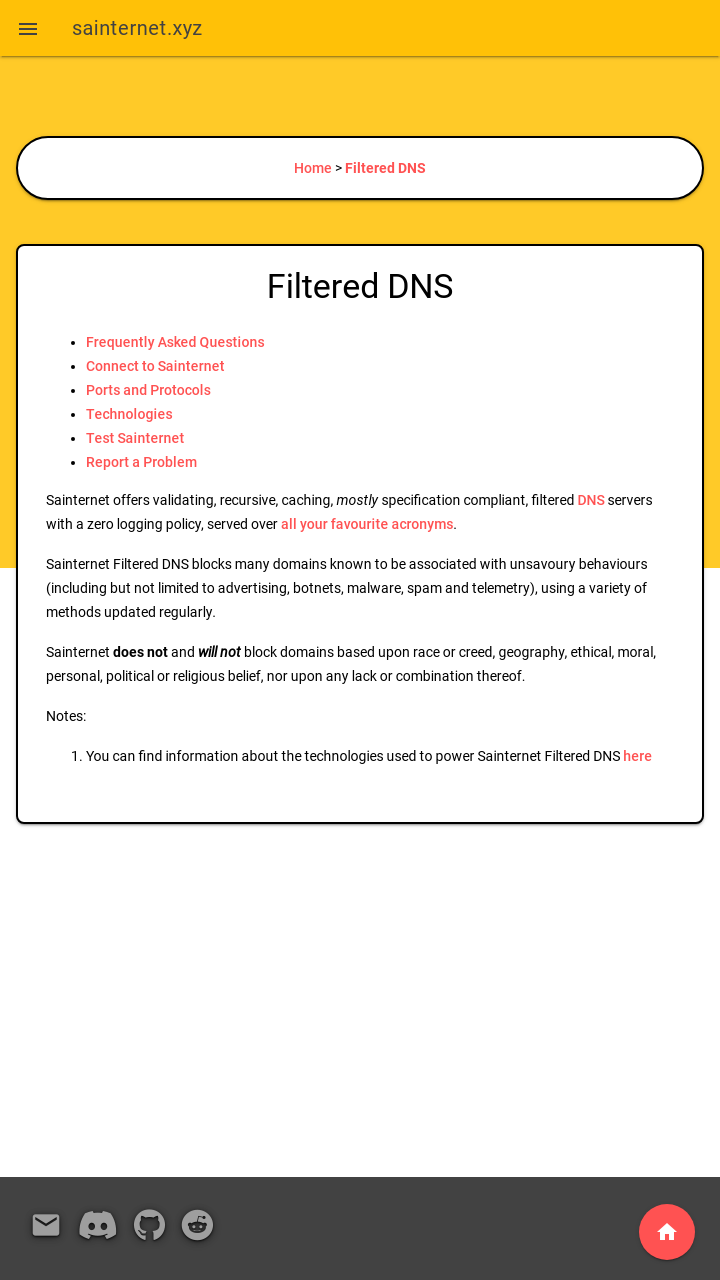 sainternet.xyz
Home > Filtered DNS
Filtered DNS
• Frequently Asked Questions
• Connect to Sainternet
• Ports and Protocols
• Technologies
• Test Sainternet
• Report a Problem
Sainternet offers validating, recursive, caching, mostly specification compliant, filtered DNS servers
with a zero logging policy, served over all your favourite acronyms.
Sainternet Filtered DNS blocks many domains known to be associated with unsavoury behaviours
(including but not limited to advertising, botnets, malware, spam and telemetry), using a variety of
methods updated regularly.
Sainternet does not and will not block domains based upon race or creed, geography, ethical, moral,
personal, political or religious belief, nor upon any lack or combination thereof.
Notes:
1. You can find information about the technologies used to power Sainternet Filtered DNS here